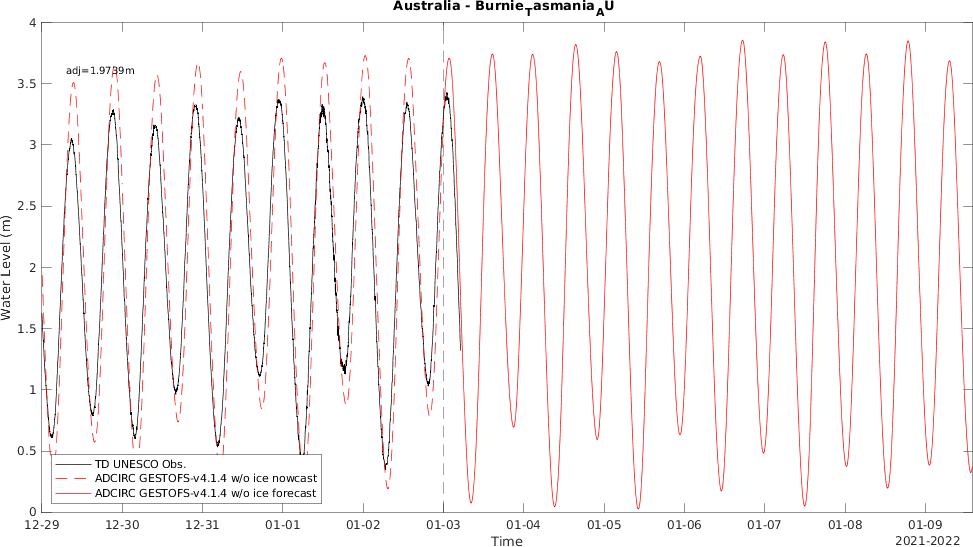 Australia - Burnie_Tasmania_AU
adj=1.9739m
Water Level (m)
4
3.5
3
2.5
2
1.5
1
0.5
0
TD UNESCO Obs.
ADCIRC GESTOFS-v4.1.4 w/o ice nowcast
ADCIRC GESTOFS-v4.1.4 w/o ice forecast
12-29 12-30 12-31 01-01 01-02 01-03 01-04 01-05 01-06 01-07 01-08 01-09
Time
2021-2022